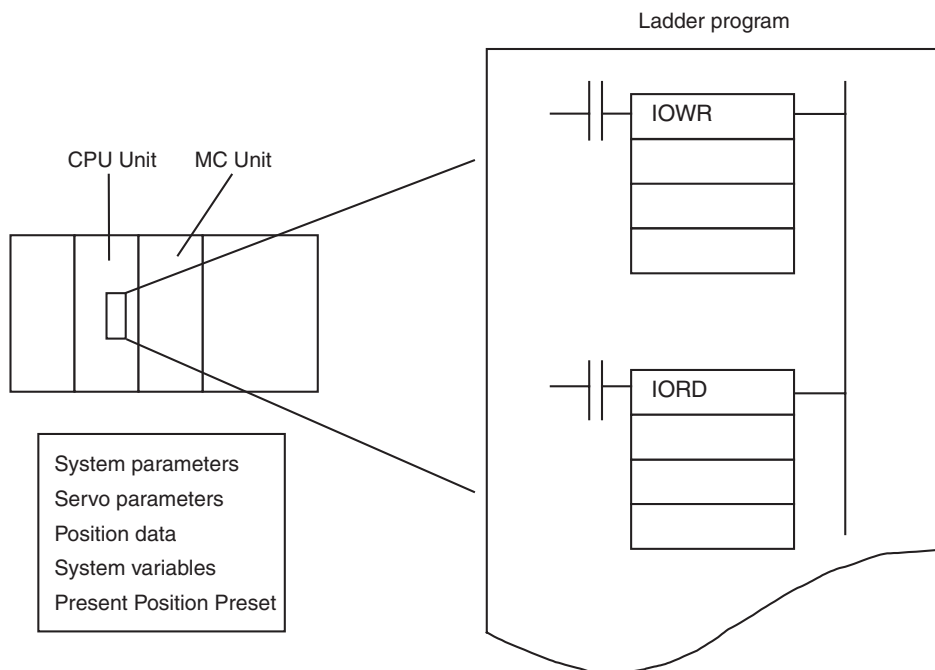 Ladder program
IOWR
CPU Unit
MC Unit
IORD
System parameters
Servo parameters
Position data
System variables
Present Position Preset